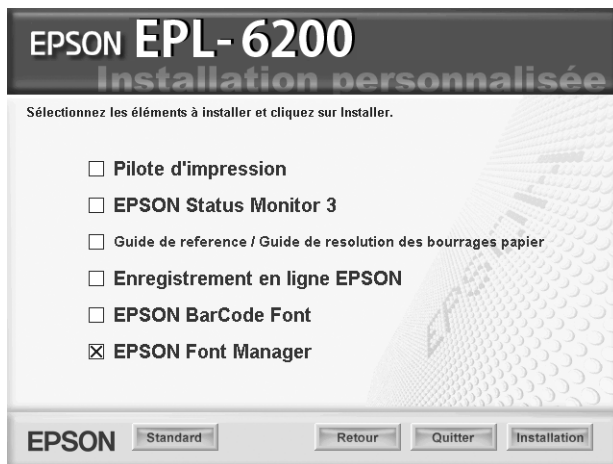 EPSON EPL-6200
Installation personnalisée
Sélectionnez les éléments à installer et cliquez sur Installer.
Pilote d'impression
EPSON Status Monitor 3
Guide de reference / Guide de resolution des bourrages papier
Enregistrement en ligne EPSON
EPSON BarCode Font
EPSON Font Manager
EPSON
EPSON Standard Retour Quitter Installation